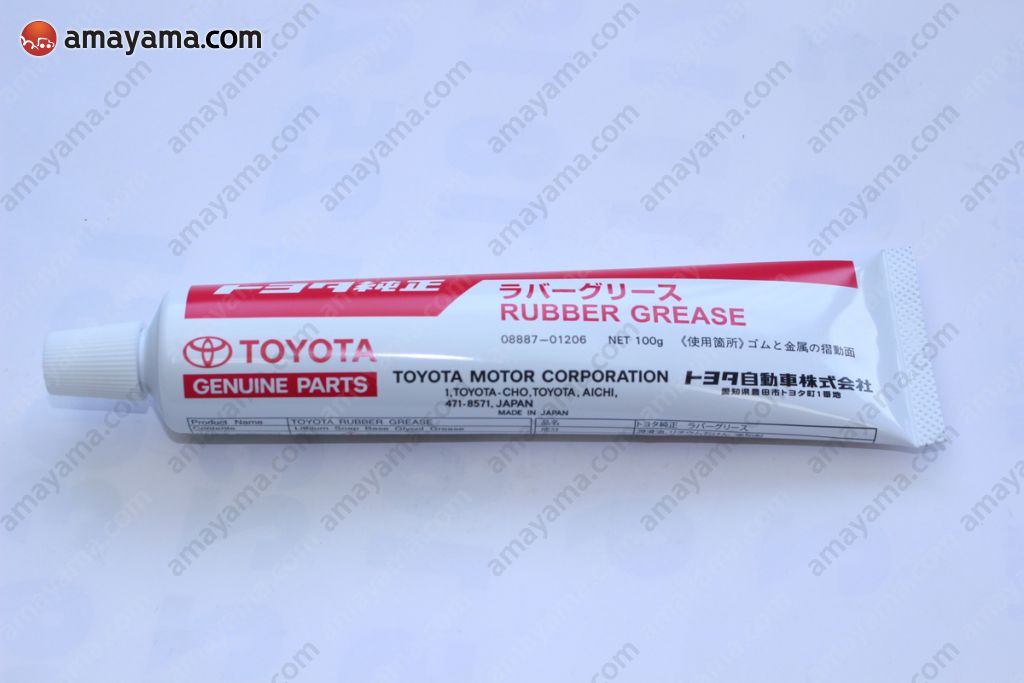 amayama.com
トヨタ純正
ラバーグリース
RUBBER GREASE
08887-01206 NET 100g 《使用箇所》ゴムと金属の摺動面
TOYOTA
GENUINE PARTS
TOYOTA MOTOR CORPORATION トヨタ自動車株式会社
1,TOYOTA-CHO,TOYOTA, AICHI, 愛知県豊田市トヨタ町1番地
471-8571, JAPAN
MADE IN JAPAN
Product Name TOYOTA RUBBER GREASE 品名 トヨタ純正 ラバーグリース
Contents Lithium Soap Base Glycol Grease 成分